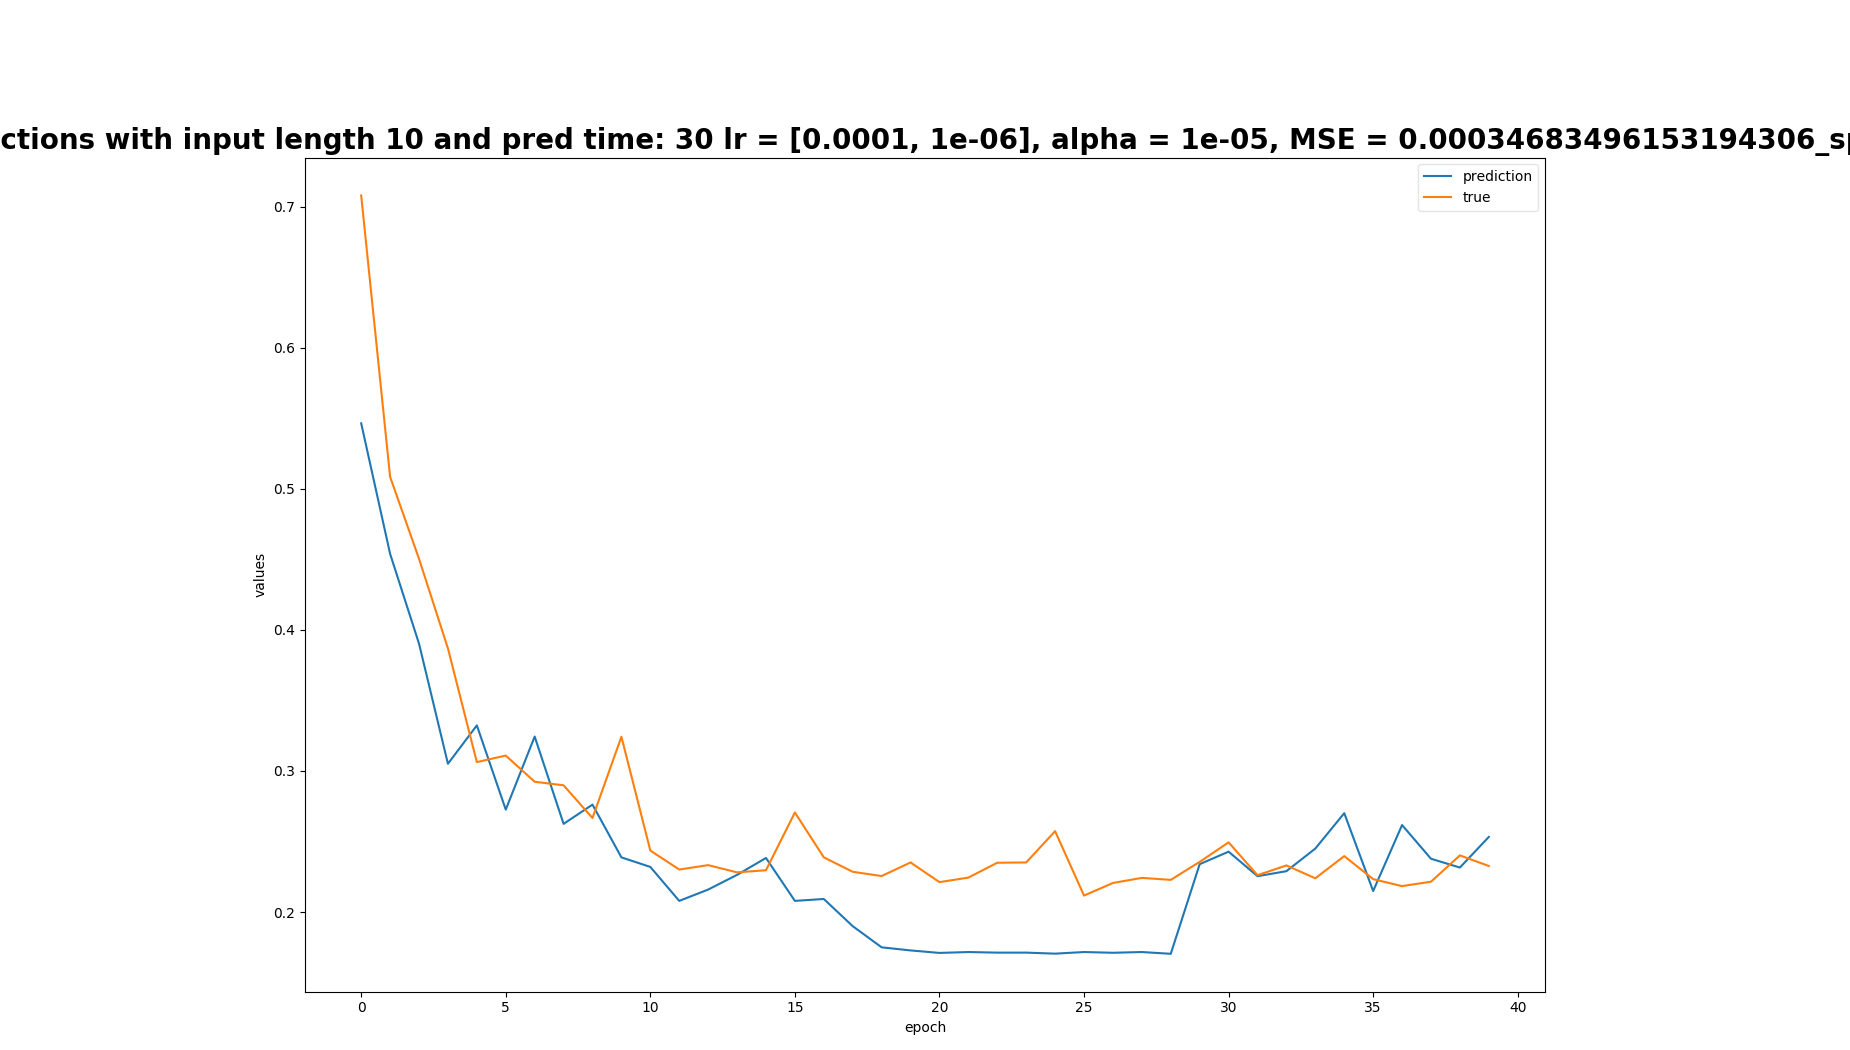 ctions with input length 10 and pred time: 30 lr = [0.0001, 1e-06], alpha = 1e-05, MSE = 0.00034683496153194306_sp
prediction
true
0.7
0.6
0.5
0.4
0.3
0.2
values
0 5 10 15 20 25 30 35 40
epoch